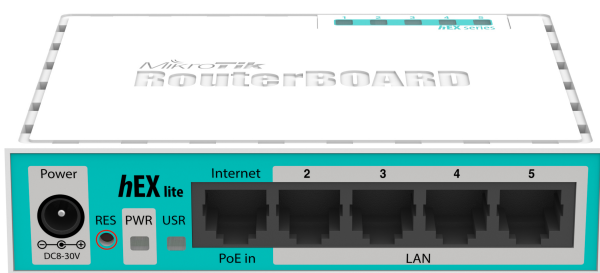 1 2 3 4 5
hEX series
MikroTik
RouterBOARD
Power
hEX lite
Internet 2 3 4 5
RES PWR USR
DC8-30V
PoE in LAN